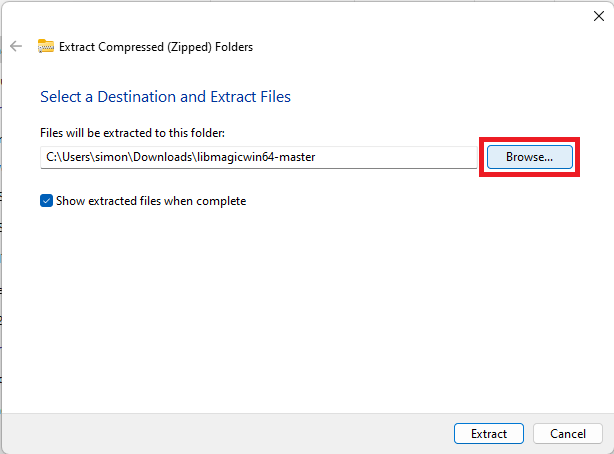 Extract Compressed (Zipped) Folders
Select a Destination and Extract Files
Files will be extracted to this folder:
C:\Users\simon\Downloads\libmagicwin64-master
Browse...
Show extracted files when complete
Extract
Cancel